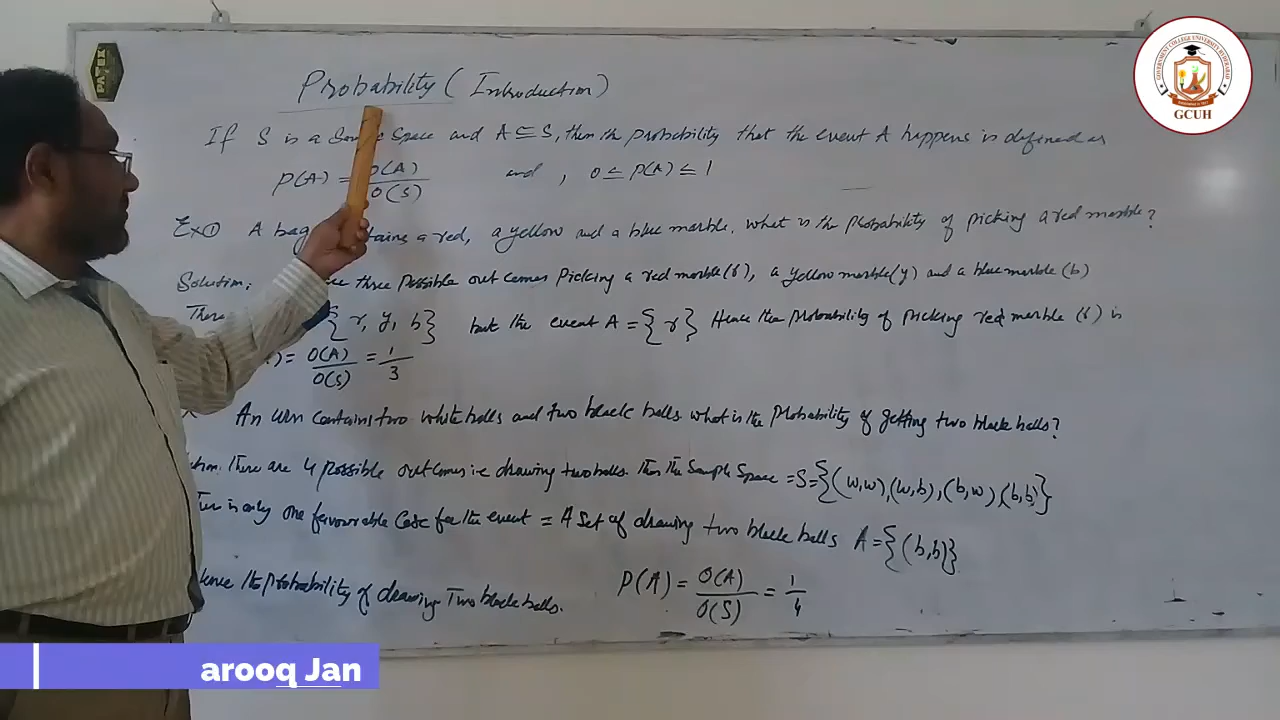 Probability (Introduction)
If S is a Space and A ⊆ S, then the probability that the event A happens is defined as
P(A) = O(A)/O(S) and , 0 ≤ P(A) ≤ 1
Ex① A bag a red, a yellow and a blue marble. What is the probability of picking a red marble?
Solution: three possible out comes Picking a red marble (r), a yellow marble (y) and a blue marble (b)
{r, y, b} but the event A = {r} Hence the probability of picking red marble (r) is
) = O(A)/O(S) = 1/3
An urn contains two white balls and two black balls what is the probability of getting two black balls?
There are 4 possible outcomes i.e drawing two balls. Then the Sample Space = S = {(w,w),(w,b),(b,w),(b,b)}
is only one favourable Case for the event = A set of drawing two black balls A = {(b,b)}
probability of drawing Two black balls. P(A) = O(A)/O(S) = 1/4
GOVERNMENT COLLEGE UNIVERSITY, HYDERABAD
GCUH
arooq Jan